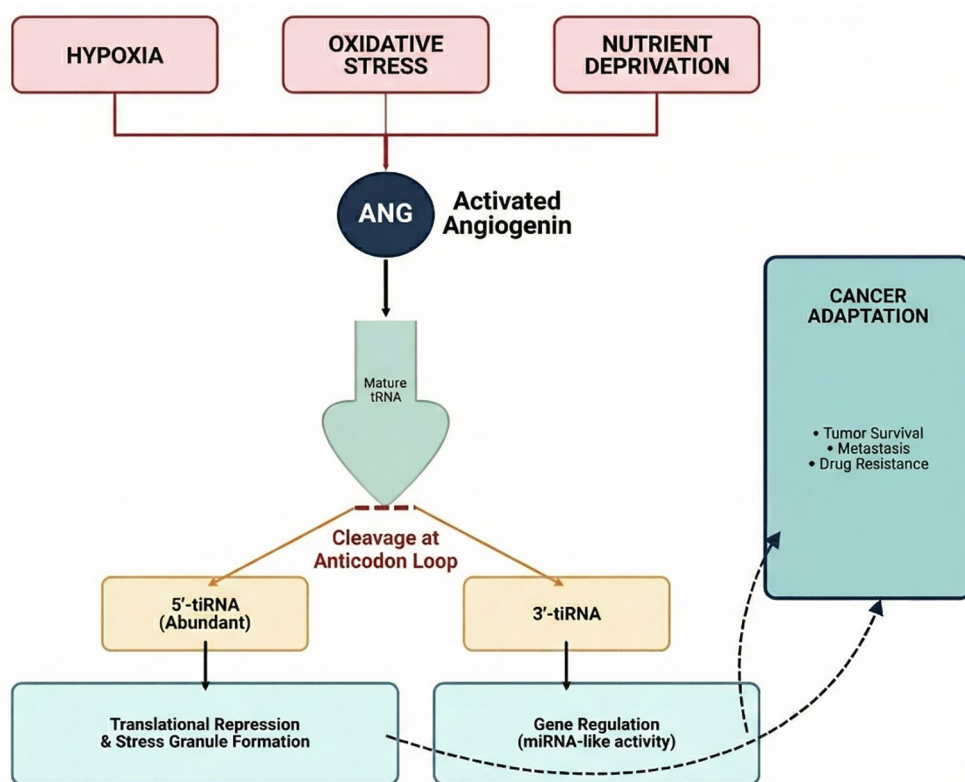 HYPOXIA
OXIDATIVE
STRESS
NUTRIENT
DEPRIVATION
ANG
Activated
Angiogenin
Mature
tRNA
CANCER
ADAPTATION
• Tumor Survival
• Metastasis
• Drug Resistance
Cleavage at
Anticodon Loop
5'-tiRNA
(Abundant)
3'-tiRNA
Translational Repression
& Stress Granule Formation
Gene Regulation
(miRNA-like activity)